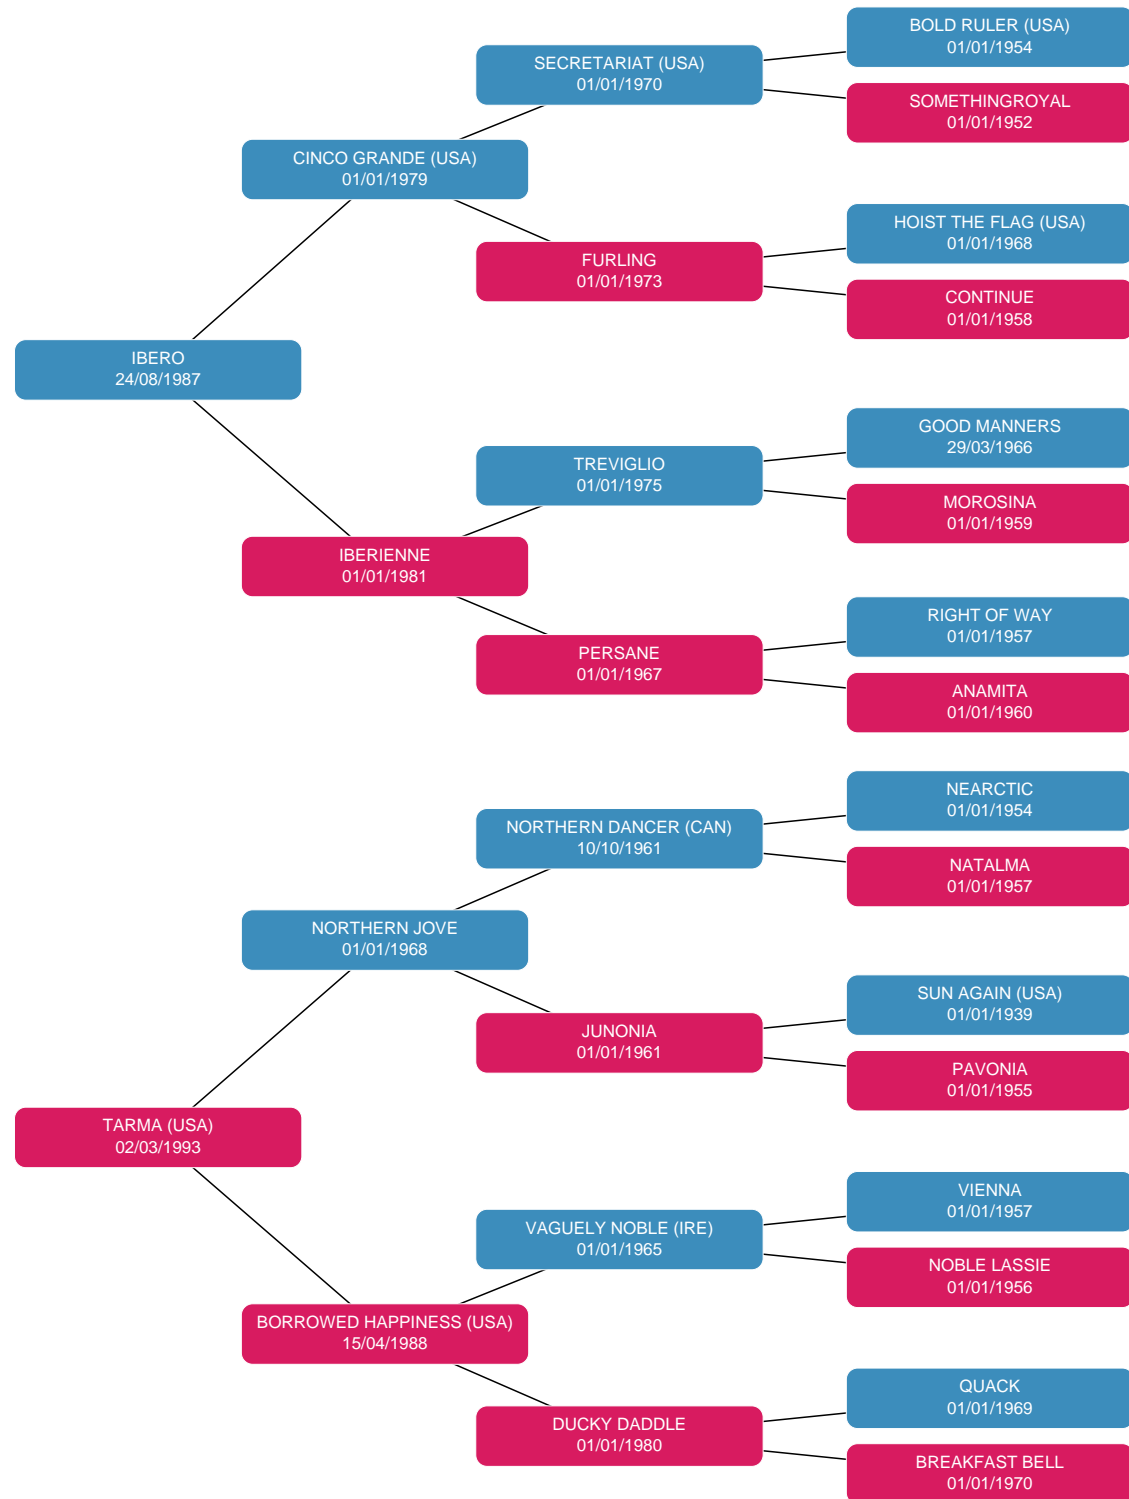 BOLD RULER (USA)
01/01/1954
SECRETARIAT (USA)
01/01/1970
SOMETHINGROYAL
01/01/1952
CINCO GRANDE (USA)
01/01/1979
HOIST THE FLAG (USA)
01/01/1968
FURLING
01/01/1973
CONTINUE
01/01/1958
IBERO
24/08/1987
GOOD MANNERS
29/03/1966
TREVIGLIO
01/01/1975
MOROSINA
01/01/1959
IBERIENNE
01/01/1981
RIGHT OF WAY
01/01/1957
PERSANE
01/01/1967
ANAMITA
01/01/1960
NEARCTIC
01/01/1954
NORTHERN DANCER (CAN)
10/10/1961
NATALMA
01/01/1957
NORTHERN JOVE
01/01/1968
SUN AGAIN (USA)
01/01/1939
JUNONIA
01/01/1961
PAVONIA
01/01/1955
TARMA (USA)
02/03/1993
VIENNA
01/01/1957
VAGUELY NOBLE (IRE)
01/01/1965
NOBLE LASSIE
01/01/1956
BORROWED HAPPINESS (USA)
15/04/1988
QUACK
01/01/1969
DUCKY DADDLE
01/01/1980
BREAKFAST BELL
01/01/1970